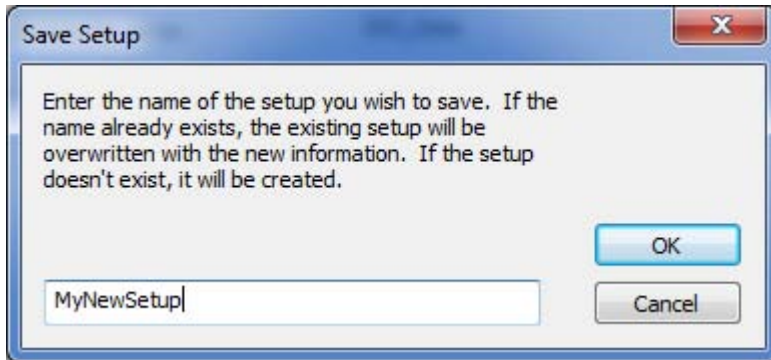 Save Setup
Enter the name of the setup you wish to save.  If the
name already exists, the existing setup will be
overwritten with the new information.  If the setup
doesn't exist, it will be created.
OK
MyNewSetup
Cancel